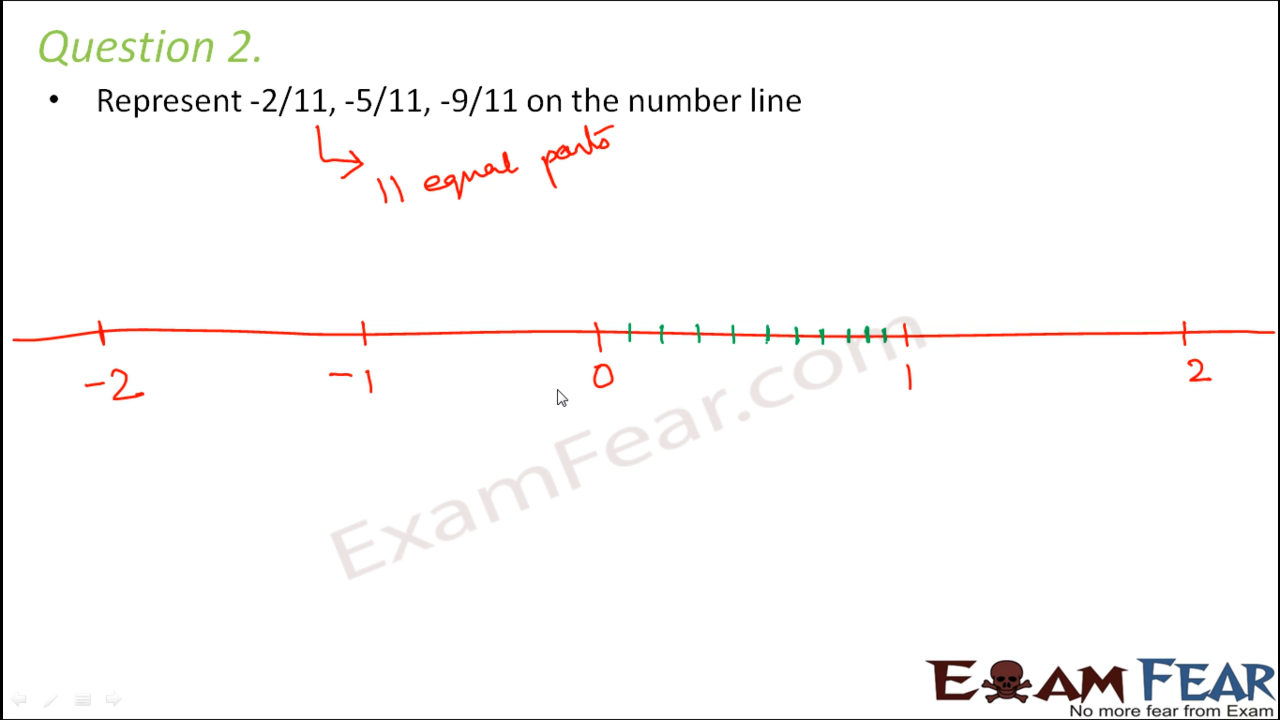 Question 2.
• Represent -2/11, -5/11, -9/11 on the number line
11 equal parts
-2 -1 0 1 2
ExamFear.com
EXAMFEAR
No more fear from Exam